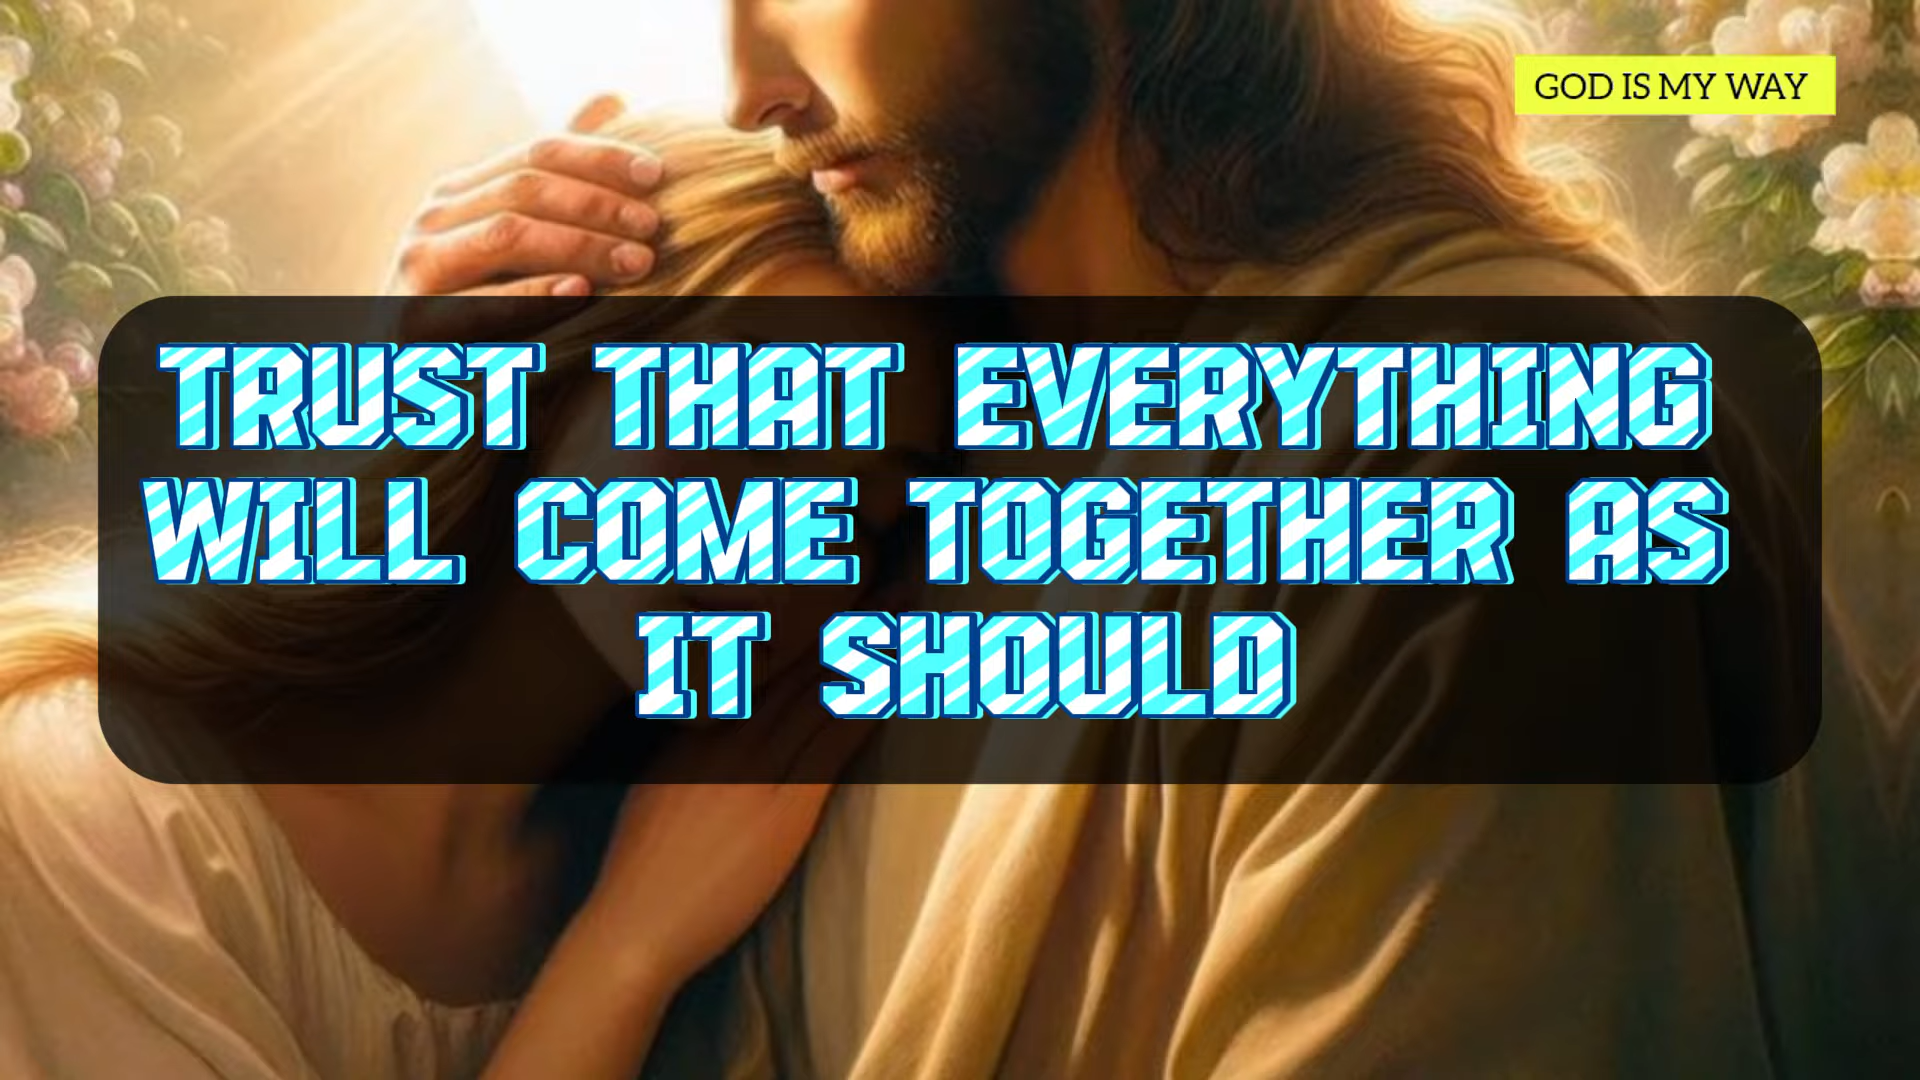 GOD IS MY WAY
TRUST THAT EVERYTHING
WILL COME TOGETHER AS
IT SHOULD